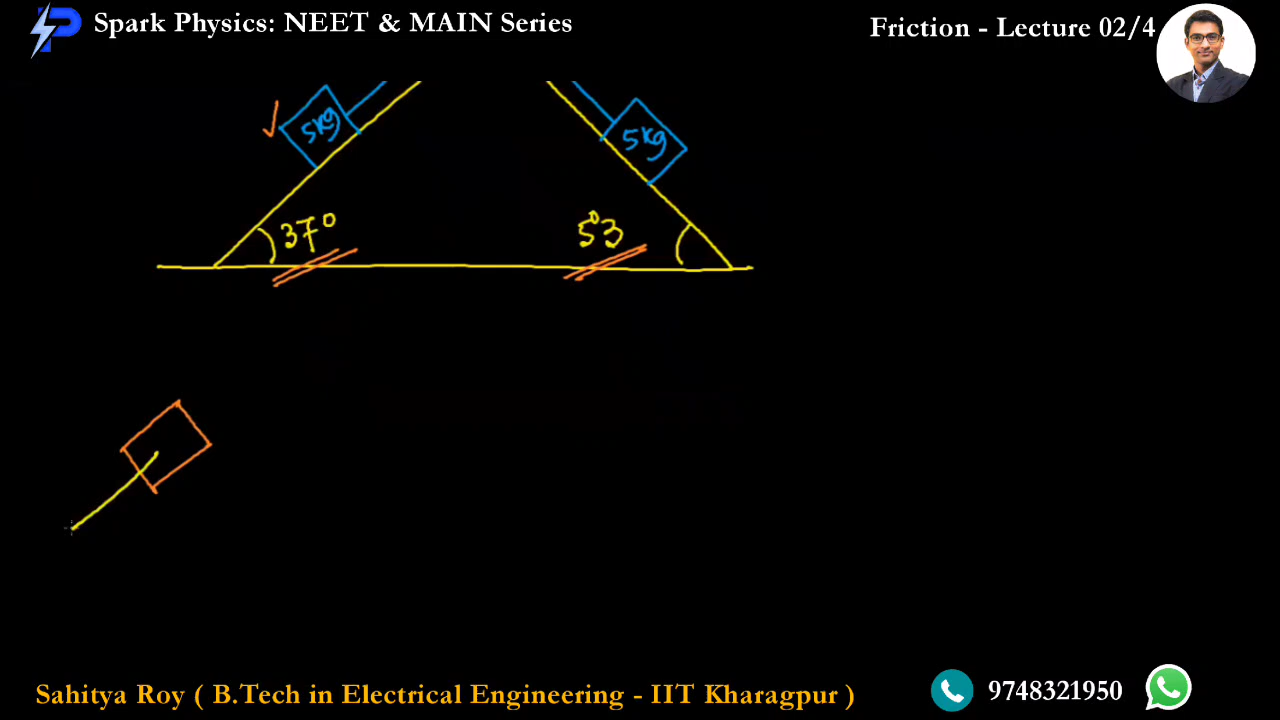 Spark Physics: NEET & MAIN Series
Friction - Lecture 02/4
5kg
5kg
37°
53°
Sahitya Roy ( B.Tech in Electrical Engineering - IIT Kharagpur )
9748321950